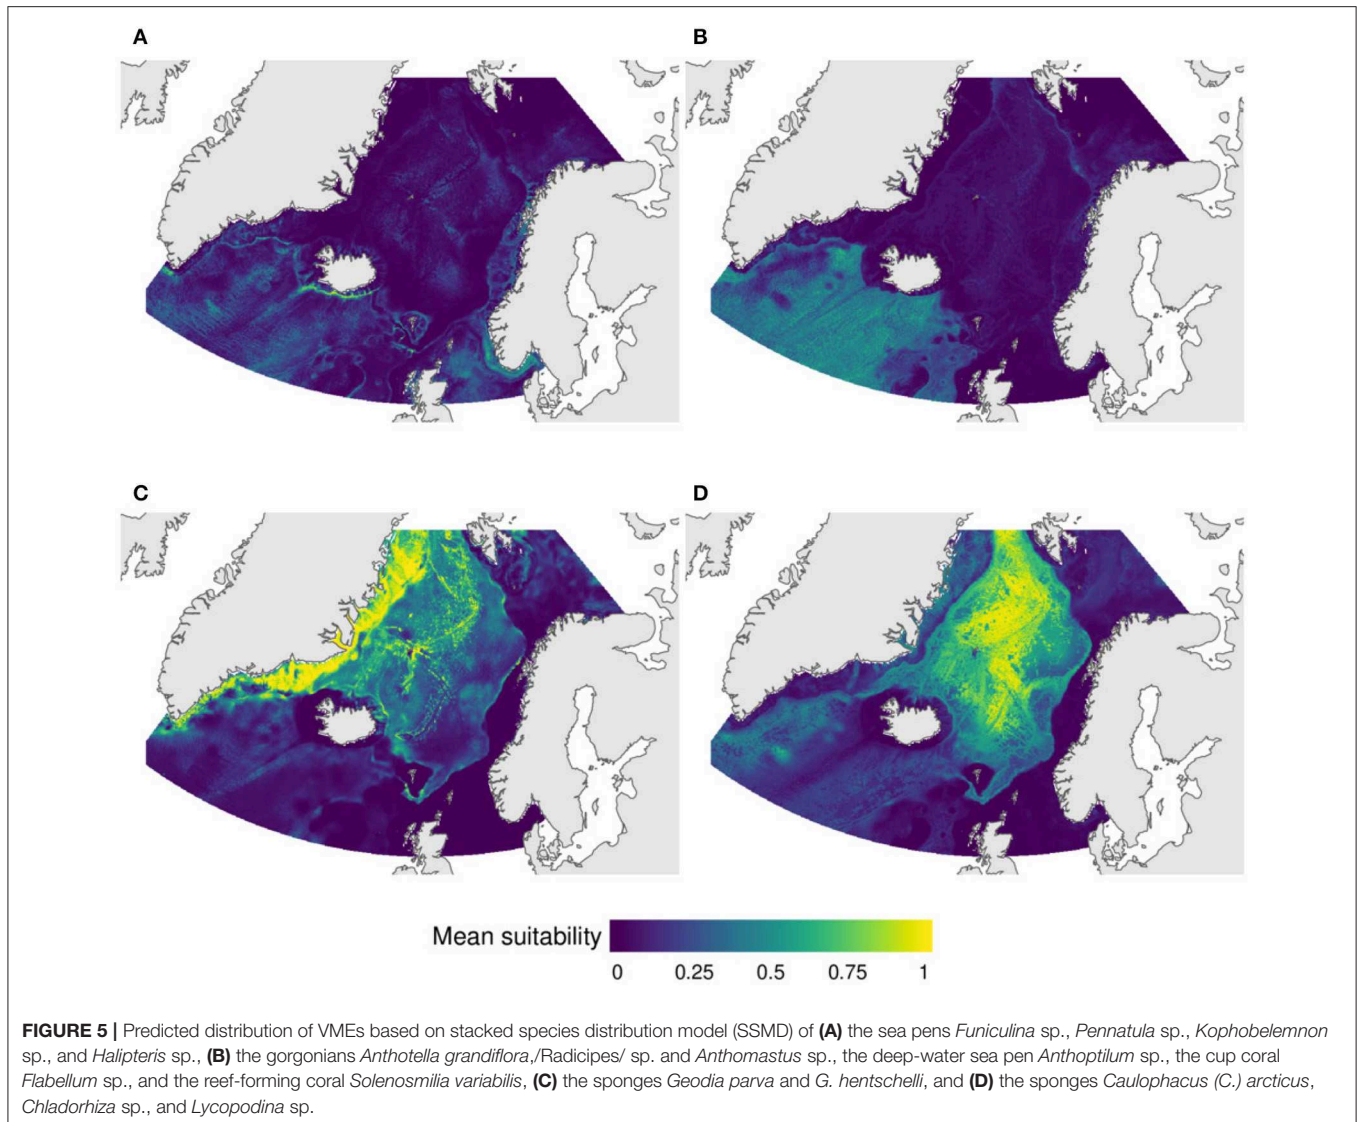 A
B
C
D
Mean suitability
0 0.25 0.5 0.75 1
FIGURE 5 | Predicted distribution of VMEs based on stacked species distribution model (SSMD) of (A) the sea pens Funiculina sp., Pennatula sp., Kophobelemnon
sp., and Halipteris sp., (B) the gorgonians Anthotella grandiflora,/Radicipes/ sp. and Anthomastus sp., the deep-water sea pen Anthoptilum sp., the cup coral
Flabellum sp., and the reef-forming coral Solenosmilia variabilis, (C) the sponges Geodia parva and G. hentschelli, and (D) the sponges Caulophacus (C.) arcticus,
Chladorhiza sp., and Lycopodina sp.